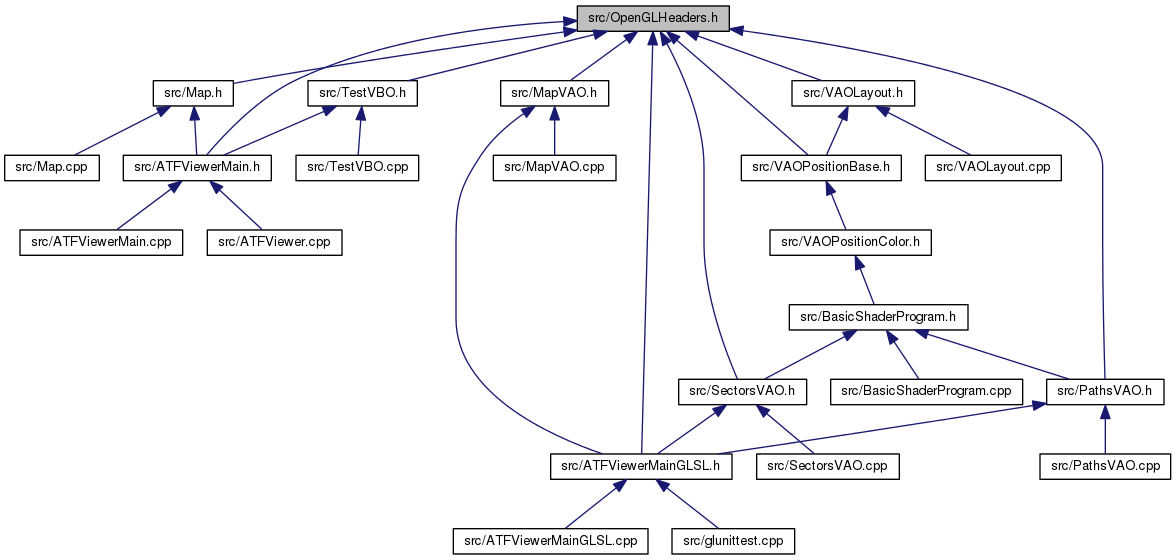 src/OpenGLHeaders.h
src/Map.h
src/TestVBO.h
src/MapVAO.h
src/VAOLayout.h
src/Map.cpp
src/ATFViewerMain.h
src/TestVBO.cpp
src/MapVAO.cpp
src/VAOPositionBase.h
src/VAOLayout.cpp
src/ATFViewerMain.cpp
src/ATFViewer.cpp
src/VAOPositionColor.h
src/BasicShaderProgram.h
src/SectorsVAO.h
src/BasicShaderProgram.cpp
src/PathsVAO.h
src/ATFViewerMainGLSL.h
src/SectorsVAO.cpp
src/PathsVAO.cpp
src/ATFViewerMainGLSL.cpp
src/glunittest.cpp